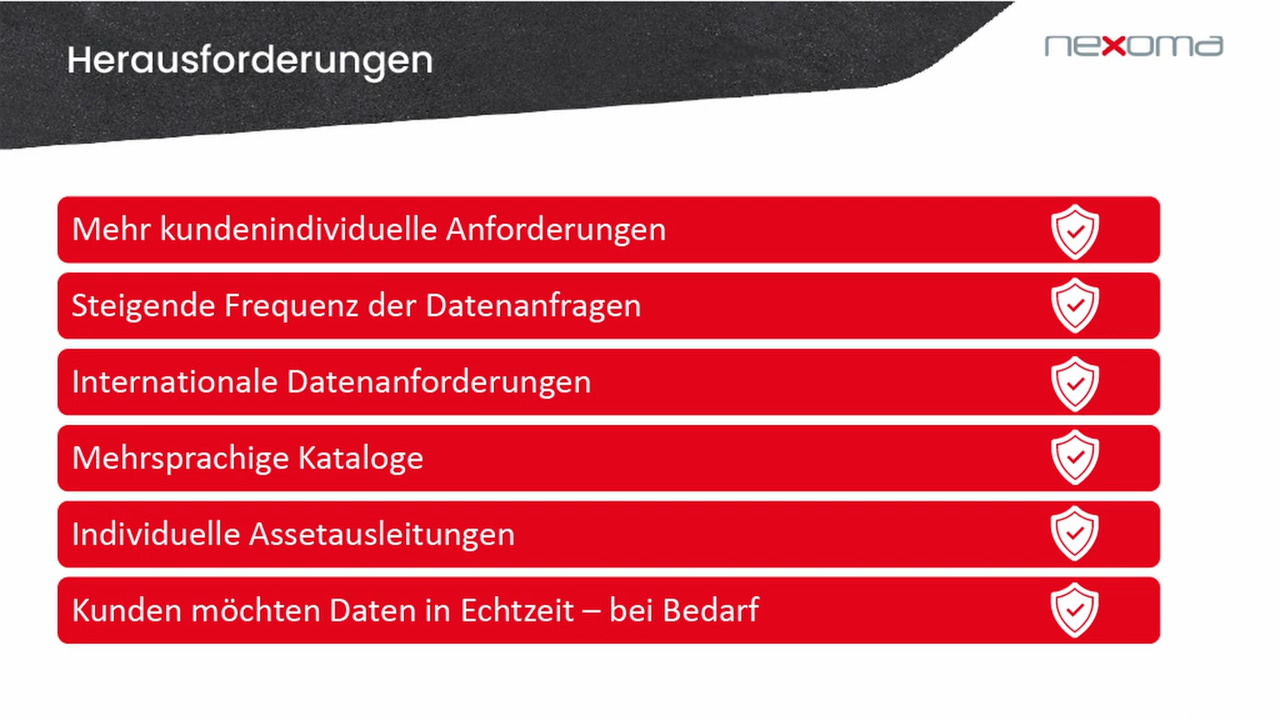 Herausforderungen
nexoma
Mehr kundenindividuelle Anforderungen
Steigende Frequenz der Datenanfragen
Internationale Datenanforderungen
Mehrsprachige Kataloge
Individuelle Assetausleitungen
Kunden möchten Daten in Echtzeit – bei Bedarf